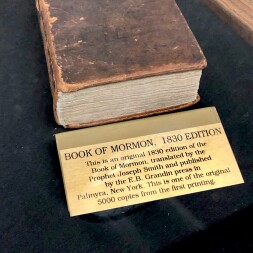 BOOK OF MORMON, 1830 EDITION
This is an original 1830 edition of the
Book of Mormon, translated by the
Prophet Joseph Smith and published
by the E.B. Grandin press in
Palmyra, New York. This is one of the original
5000 copies from the first printing.